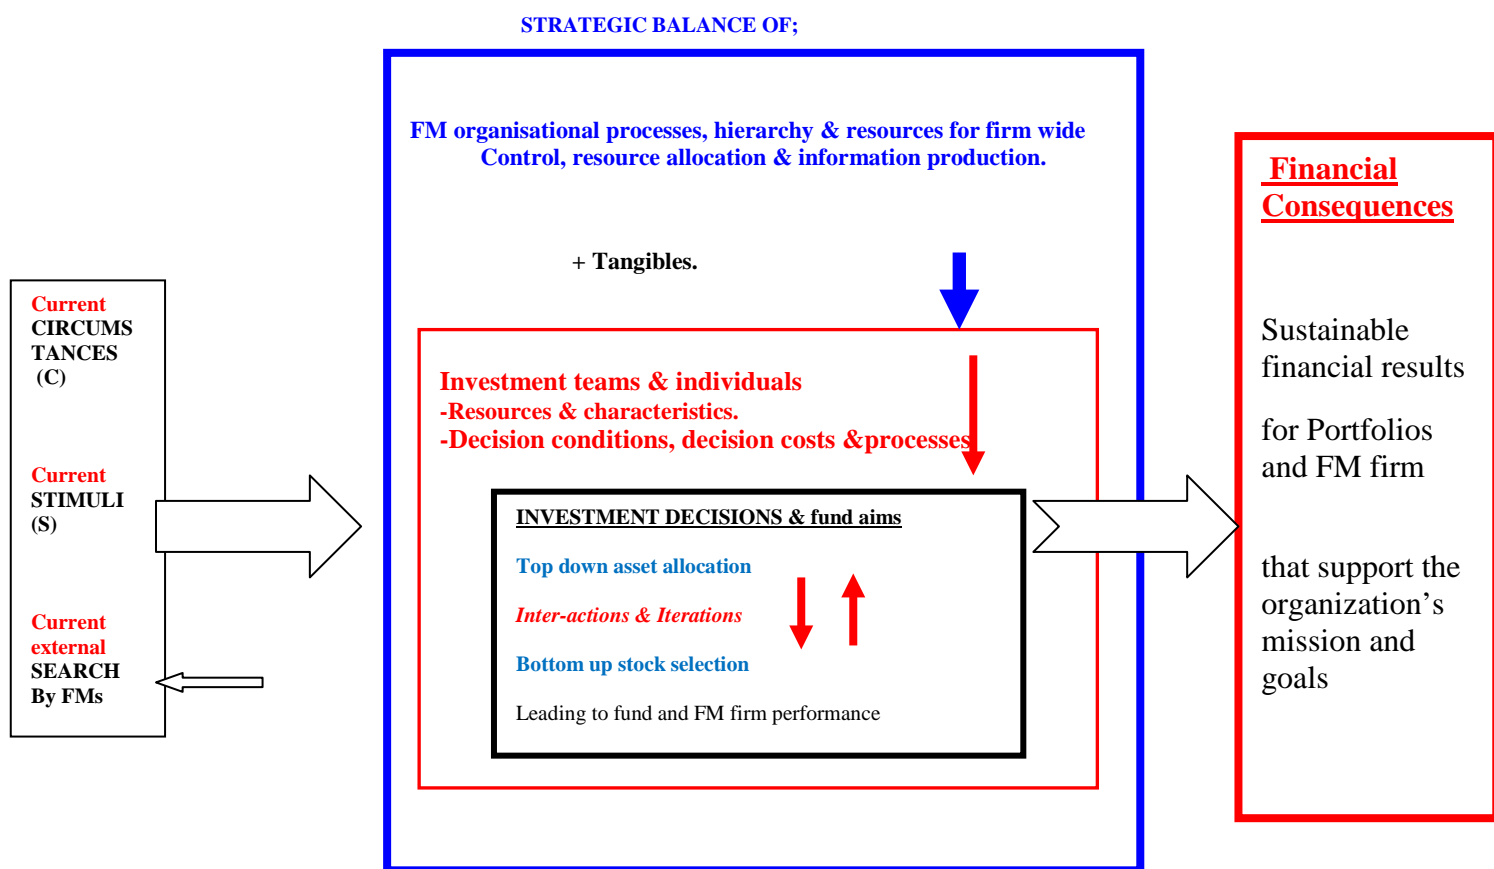 STRATEGIC BALANCE OF;
FM organisational processes, hierarchy & resources for firm wide
Control, resource allocation & information production.
+ Tangibles.
Current
CIRCUMS
TANCES
(C)
Current
STIMULI
(S)
Current
external
SEARCH
By FMs
Investment teams & individuals
-Resources & characteristics.
-Decision conditions, decision costs &processes
INVESTMENT DECISIONS & fund aims
Top down asset allocation
Inter-actions & Iterations
Bottom up stock selection
Leading to fund and FM firm performance
Financial
Consequences
Sustainable
financial results
for Portfolios
and FM firm
that support the
organization’s
mission and
goals